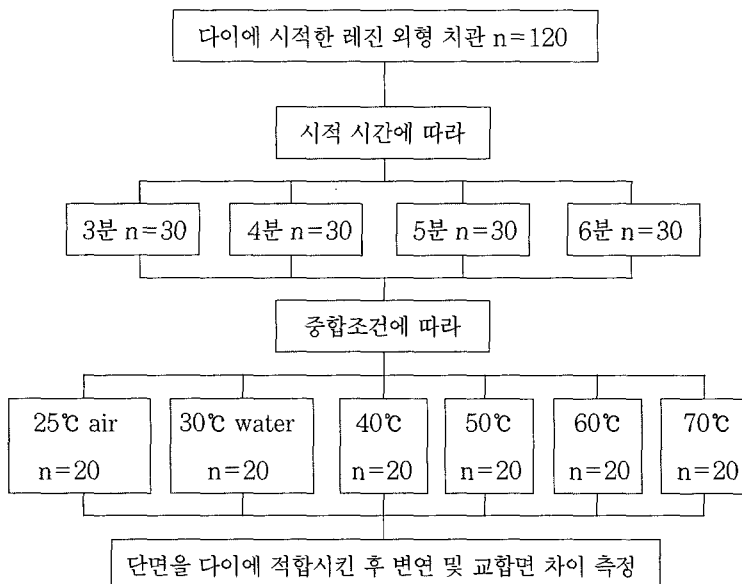 다이에 시적한 레진 외형 치관 n=120
시적 시간에 따라
3분 n=30
4분 n=30
5분 n=30
6분 n=30
중합조건에 따라
25℃ air
n=20
30℃ water
n=20
40℃
n=20
50℃
n=20
60℃
n=20
70℃
n=20
단면을 다이에 적합시킨 후 변연 및 교합면 차이 측정